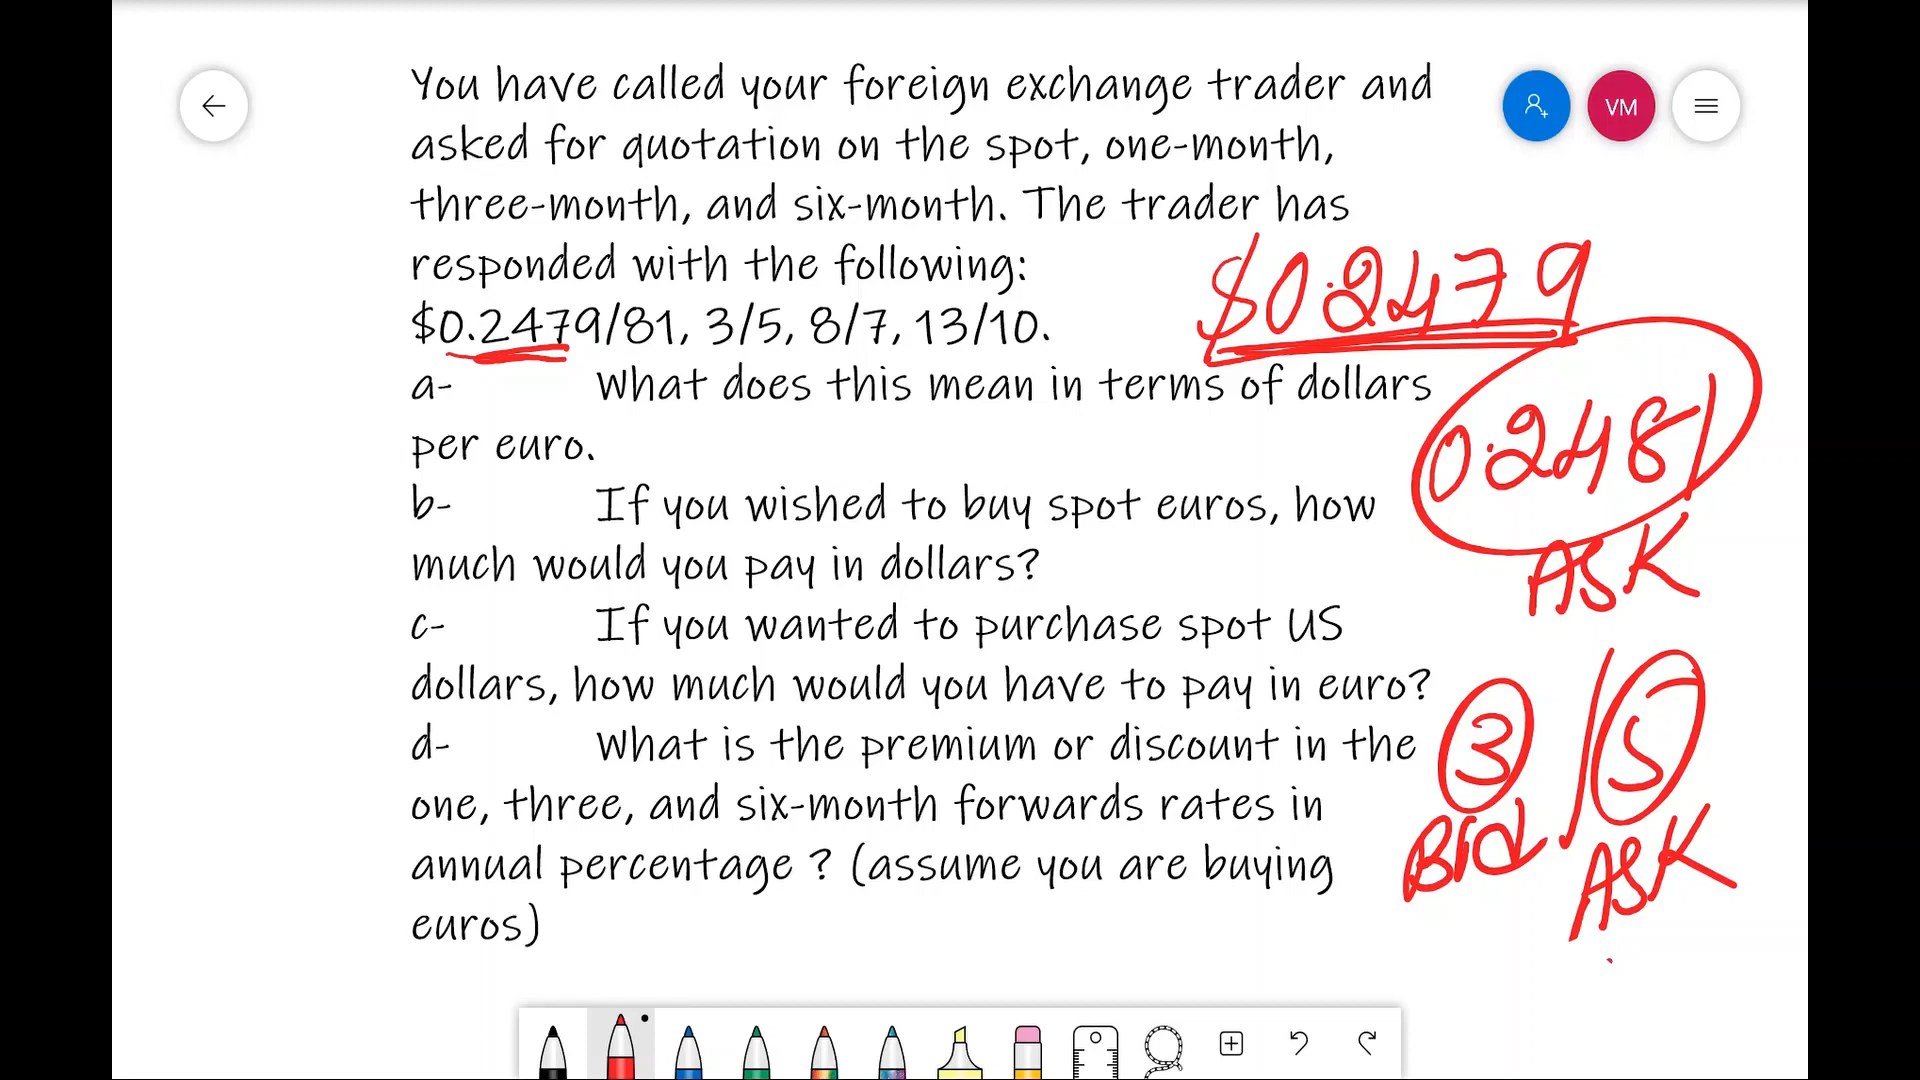 You have called your foreign exchange trader and
asked for quotation on the spot, one-month,
three-month, and six-month. The trader has
responded with the following:
$0.2479/81, 3/5, 8/7, 13/10.
a- What does this mean in terms of dollars
per euro.
b- If you wished to buy spot euros, how
much would you pay in dollars?
c- If you wanted to purchase spot US
dollars, how much would you have to pay in euro?
d- What is the premium or discount in the
one, three, and six-month forwards rates in
annual percentage ? (assume you are buying
euros)
VM
$0.2479
0.2481
ASK
3/5
Bid
ASK